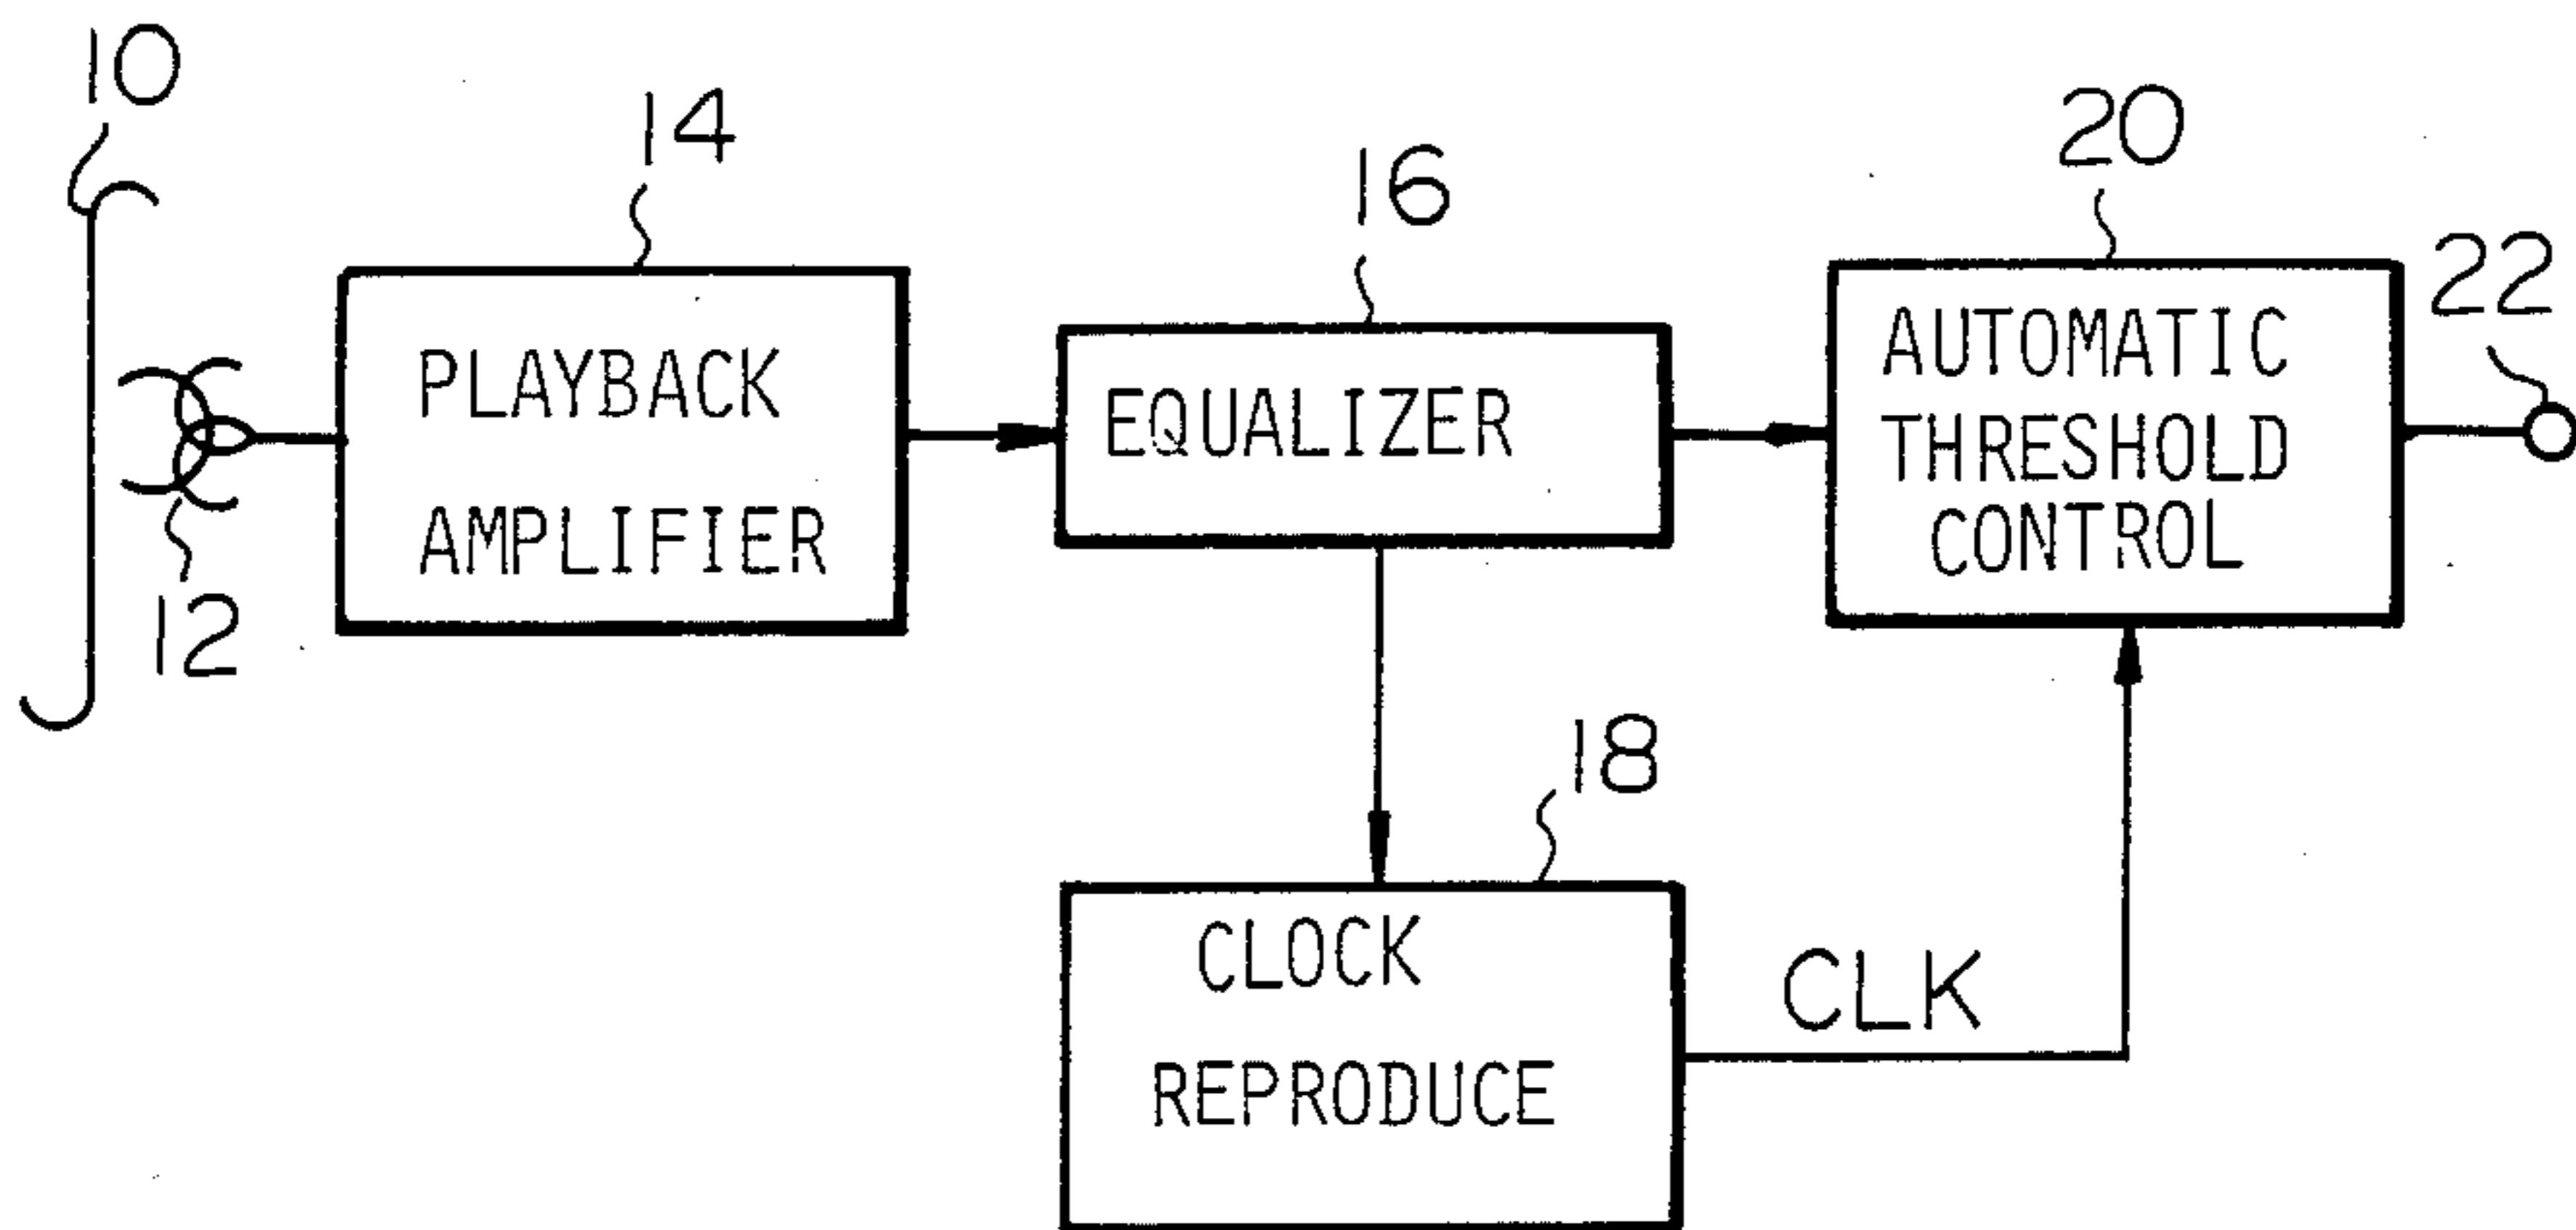 10
14
20
16
22
PLAYBACK
AMPLIFIER
EQUALIZER
AUTOMATIC
THRESHOLD
CONTROL
12
18
CLOCK
REPRODUCE
CLK